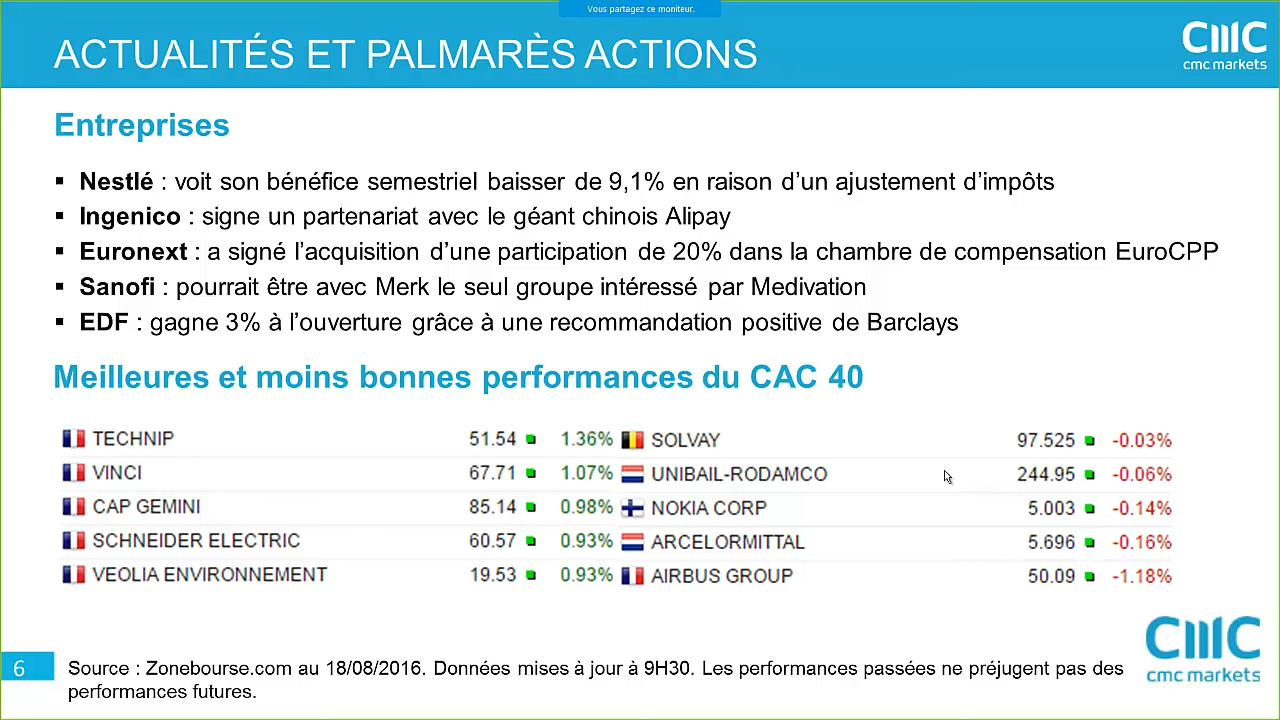 Vous partagez ce moniteur.
ACTUALITÉS ET PALMARÈS ACTIONS
CMC
cmc markets
Entreprises
▪ Nestlé : voit son bénéfice semestriel baisser de 9,1% en raison d’un ajustement d’impôts
▪ Ingenico : signe un partenariat avec le géant chinois Alipay
▪ Euronext : a signé l’acquisition d’une participation de 20% dans la chambre de compensation EuroCPP
▪ Sanofi : pourrait être avec Merk le seul groupe intéressé par Medivation
▪ EDF : gagne 3% à l’ouverture grâce à une recommandation positive de Barclays
Meilleures et moins bonnes performances du CAC 40
TECHNIP 51.54 1.36% SOLVAY 97.525 -0.03%
VINCI 67.71 1.07% UNIBAIL-RODAMCO 244.95 -0.06%
CAP GEMINI 85.14 0.98% NOKIA CORP 5.003 -0.14%
SCHNEIDER ELECTRIC 60.57 0.93% ARCELORMITTAL 5.696 -0.16%
VEOLIA ENVIRONNEMENT 19.53 0.93% AIRBUS GROUP 50.09 -1.18%
CMC
cmc markets
6
Source : Zonebourse.com au 18/08/2016. Données mises à jour à 9H30. Les performances passées ne préjugent pas des
performances futures.